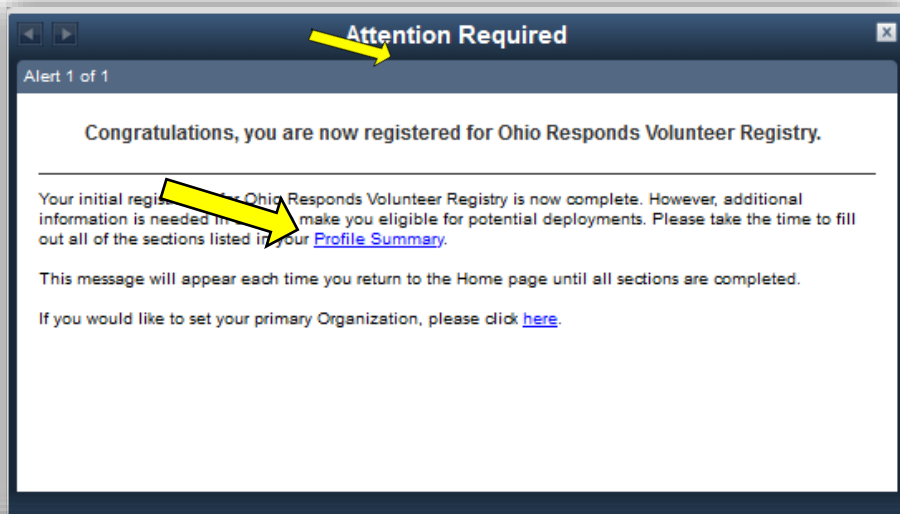 Attention Required
Alert 1 of 1
Congratulations, you are now registered for Ohio Responds Volunteer Registry.
Your initial regis for Ohio Responds Volunteer Registry is now complete. However, additional
information is needed in make you eligible for potential deployments. Please take the time to fill
out all of the sections listed in your Profile Summary.
This message will appear each time you return to the Home page until all sections are completed.
If you would like to set your primary Organization, please click here.